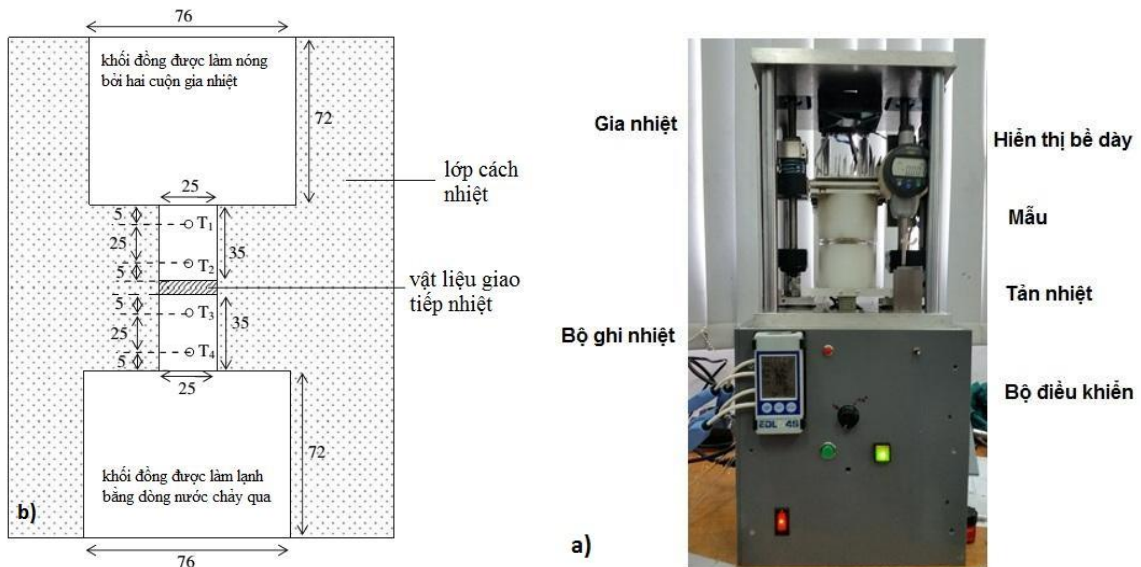 76
khối đồng được làm nóng
bởi hai cuộn gia nhiệt
72
25
5
T1
25
35
T2
5
lớp cách
nhiệt
vật liệu giao
tiếp nhiệt
5
T3
25
35
T4
5
25
khối đồng được làm lạnh
bằng dòng nước chảy qua
72
b)
76
Gia nhiệt
Hiển thị bề dày
Mẫu
Tản nhiệt
Bộ ghi nhiệt
Bộ điều khiển
a)